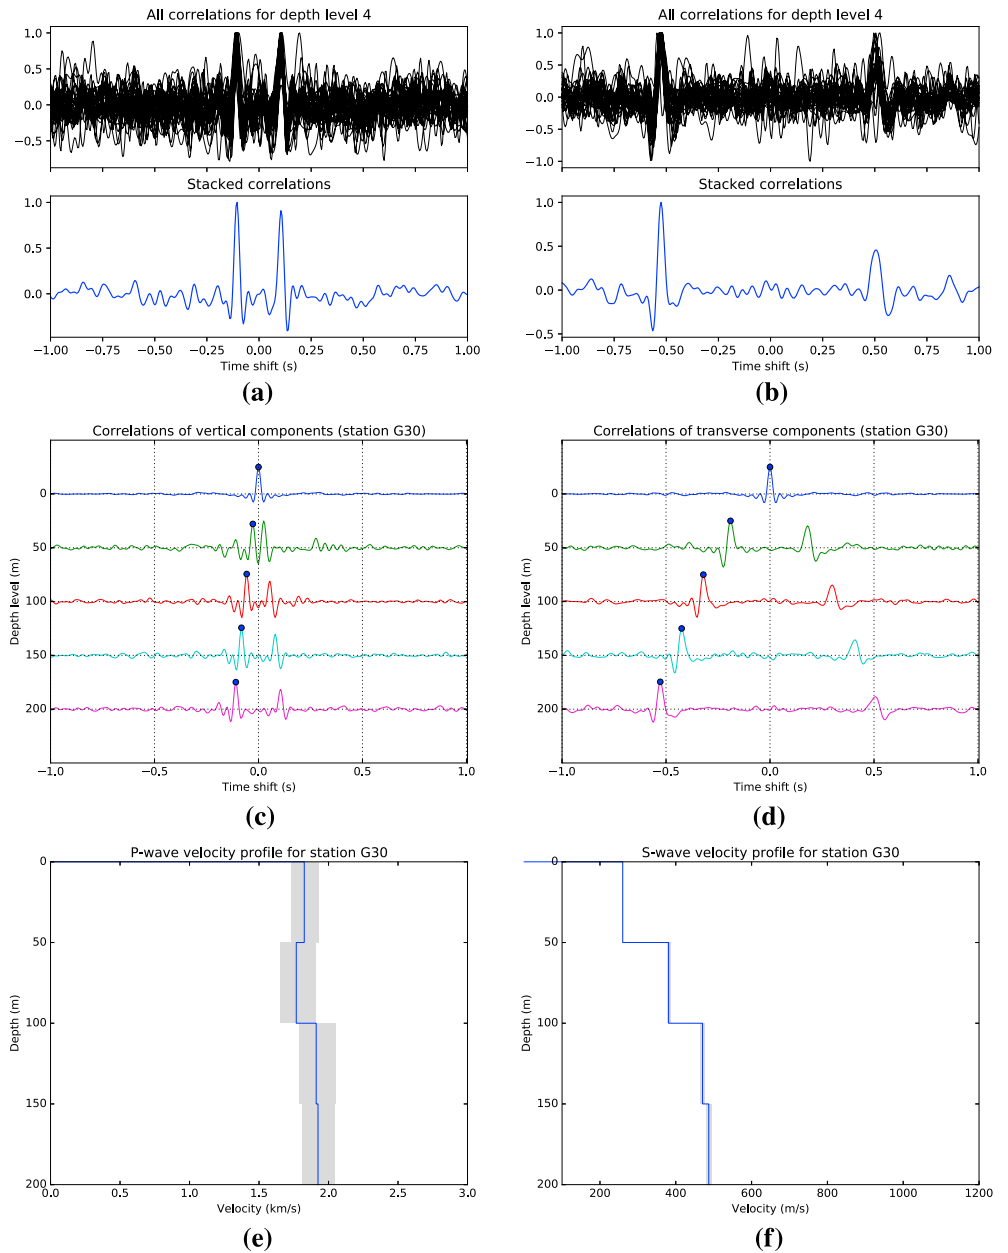 All correlations for depth level 4
1.0
0.5
0.0
−0.5
Stacked correlations
1.0
0.5
0.0
−1.00 −0.75 −0.50 −0.25 0.00 0.25 0.50 0.75 1.00
Time shift (s)
(a)
All correlations for depth level 4
1.0
0.5
0.0
−0.5
−1.0
Stacked correlations
1.0
0.5
0.0
−0.5
−1.00 −0.75 −0.50 −0.25 0.00 0.25 0.50 0.75 1.00
Time shift (s)
(b)
Correlations of vertical components (station G30)
Depth level (m)
0
50
100
150
200
−1.0 −0.5 0.0 0.5 1.0
Time shift (s)
(c)
Correlations of transverse components (station G30)
Depth level (m)
0
50
100
150
200
−1.0 −0.5 0.0 0.5 1.0
Time shift (s)
(d)
P-wave velocity profile for station G30
Depth (m)
0
50
100
150
200
0.0 0.5 1.0 1.5 2.0 2.5 3.0
Velocity (km/s)
(e)
S-wave velocity profile for station G30
Depth (m)
0
50
100
150
200
200 400 600 800 1000 1200
Velocity (m/s)
(f)